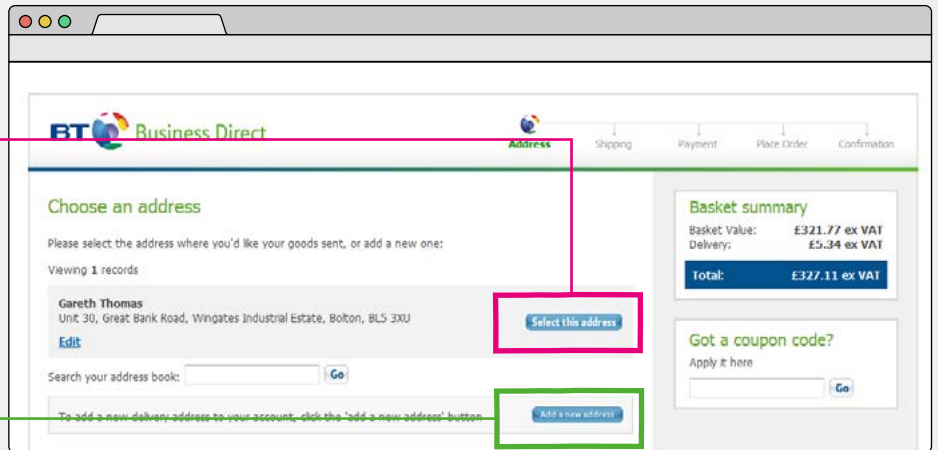 BT Business Direct
Address
Shipping
Payment
Place Order
Confirmation
Choose an address
Please select the address where you'd like your goods sent, or add a new one:
Viewing 1 records
Gareth Thomas
Unit 30, Great Bank Road, Wingates Industrial Estate, Bolton, BL5 3XU
Edit
Select this address
Search your address book:
Go
To add a new delivery address to your account, click the 'add a new address' button
Add a new address
Basket summary
Basket Value: £321.77 ex VAT
Delivery: £5.34 ex VAT
Total: £327.11 ex VAT
Got a coupon code?
Apply it here
Go